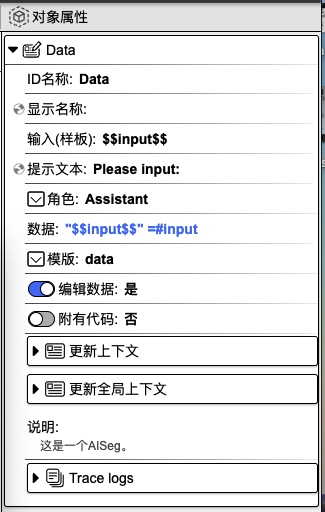 对象属性
Data
ID名称: Data
显示名称:
输入(样板): $$input$$
提示文本: Please input:
角色: Assistant
数据: "$$input$$" =#input
模版: data
编辑数据: 是
附有代码: 否
更新上下文
更新全局上下文
说明:
这是一个AISeg。
Trace logs